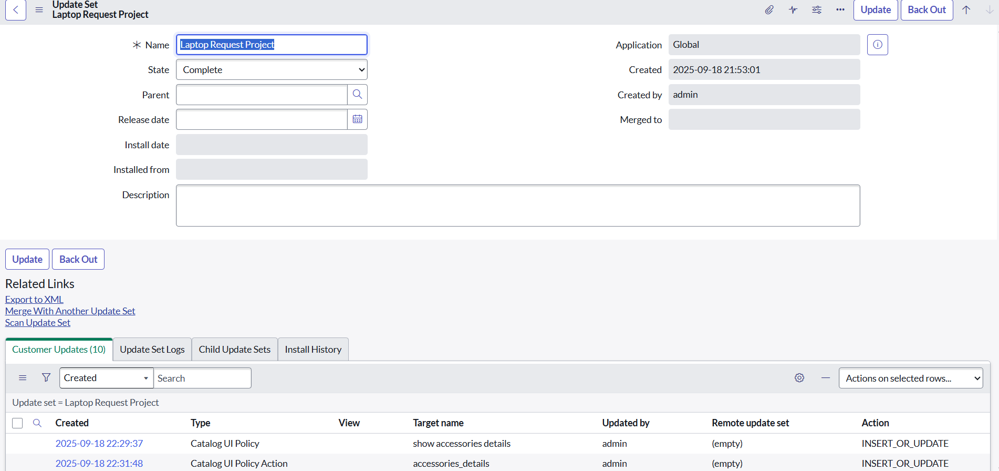 Update Set
Laptop Request Project
Update
Back Out
Name
Laptop Request Project
Application
Global
State
Complete
Created
2025-09-18 21:53:01
Parent
Created by
admin
Release date
Merged to
Install date
Installed from
Description
Update
Back Out
Related Links
Export to XML
Merge With Another Update Set
Scan Update Set
Customer Updates (10)
Update Set Logs
Child Update Sets
Install History
Created
Search
Actions on selected rows...
Update set = Laptop Request Project
Created Type View Target name Updated by Remote update set Action
2025-09-18 22:29:37 Catalog UI Policy show accessories details admin (empty) INSERT_OR_UPDATE
2025-09-18 22:31:48 Catalog UI Policy Action accessories_details admin (empty) INSERT_OR_UPDATE